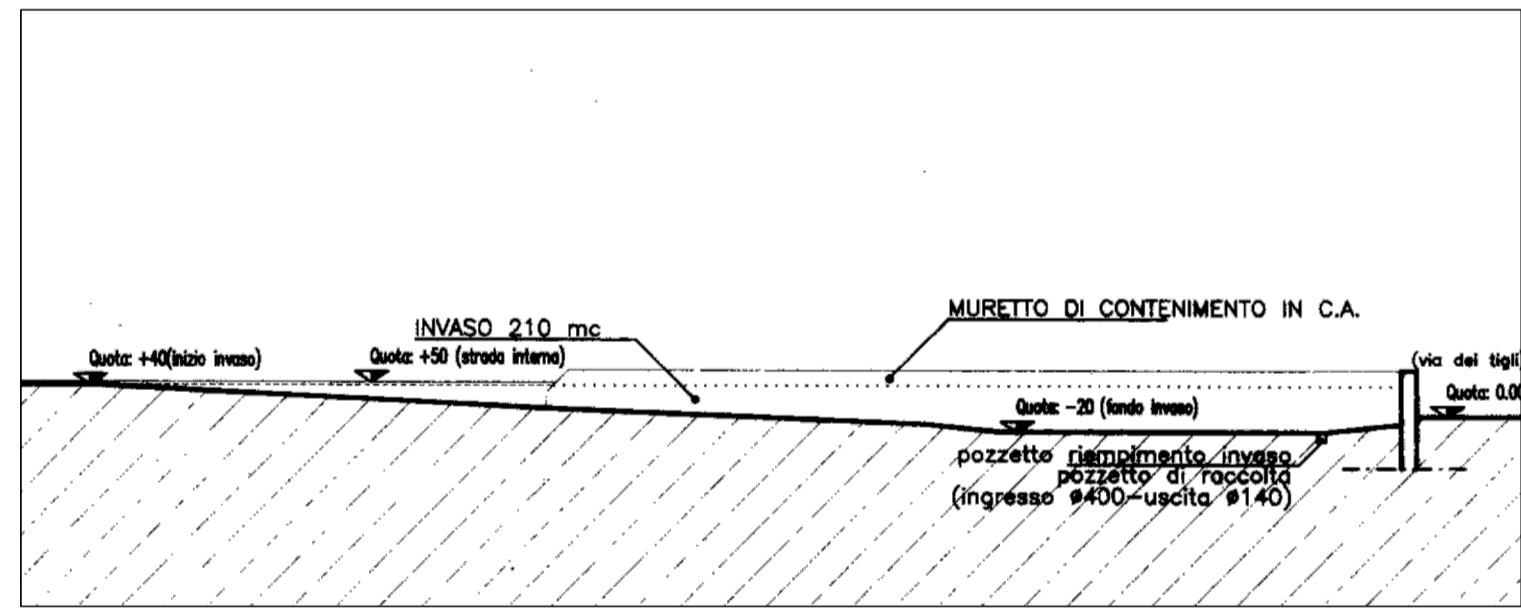 MURETTO DI CONTENIMENTO IN C.A.
INVASO 210 mc
Quota: +40(inizio invaso)
Quota: +50 (strada interna)
(via dei tigli)
Quota: 0.00
Quota: -20 (fondo invaso)
pozzetto riempimento invaso
pozzetto di raccolta
(ingresso ø400-uscita ø140)